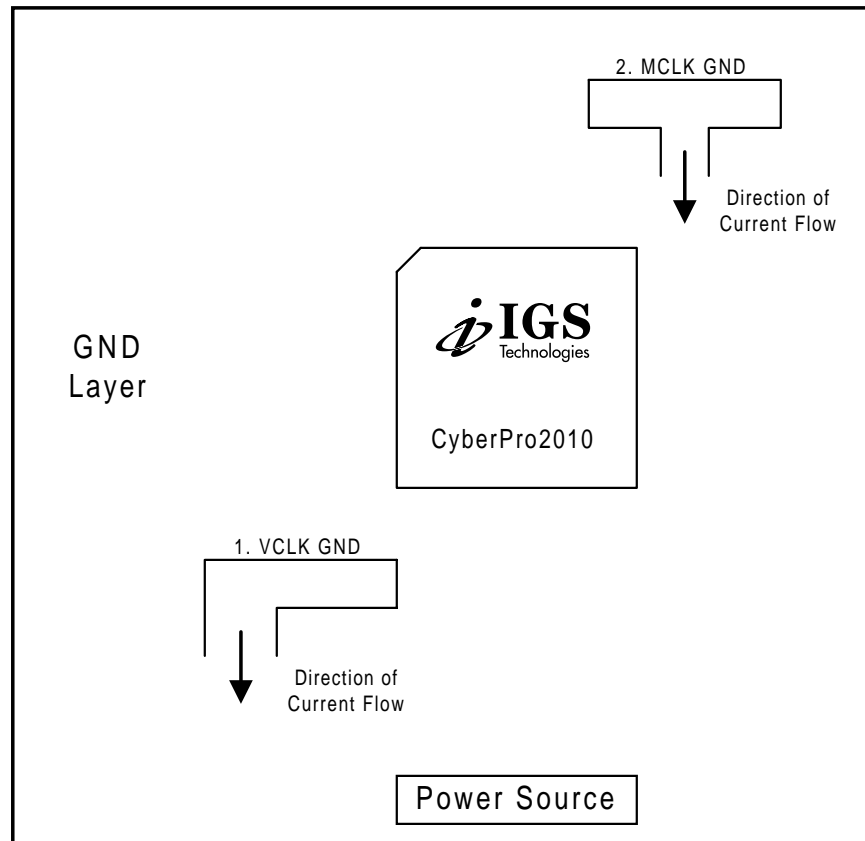 2. MCLK GND
Direction of
Current Flow
IGS
Technologies
GND
Layer
CyberPro2010
1. VCLK GND
Direction of
Current Flow
Power Source